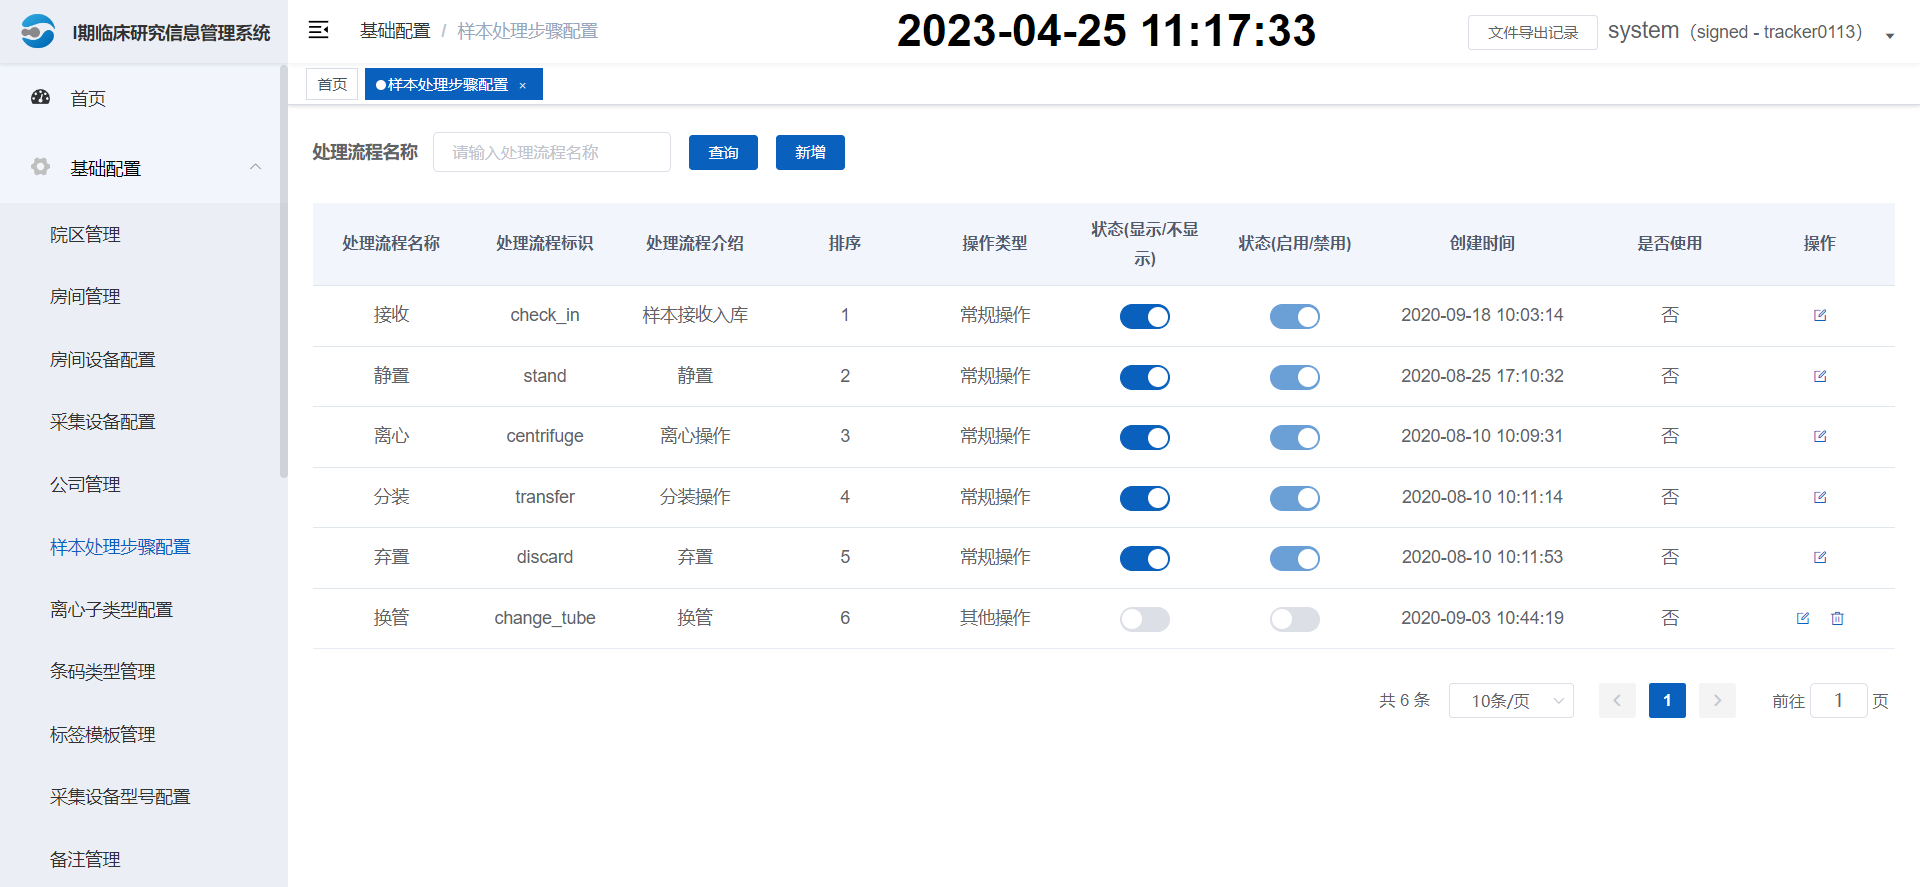 I期临床研究信息管理系统
基础配置 / 样本处理步骤配置
2023-04-25 11:17:33
文件导出记录
system（signed - tracker0113）
首页
样本处理步骤配置 ×
首页
基础配置
院区管理
房间管理
房间设备配置
采集设备配置
公司管理
样本处理步骤配置
离心子类型配置
条码类型管理
标签模板管理
采集设备型号配置
备注管理
处理流程名称 请输入处理流程名称 查询 新增
处理流程名称 处理流程标识 处理流程介绍 排序 操作类型 状态(显示/不显示) 状态(启用/禁用) 创建时间 是否使用 操作
接收 check_in 样本接收入库 1 常规操作 2020-09-18 10:03:14 否
静置 stand 静置 2 常规操作 2020-08-25 17:10:32 否
离心 centrifuge 离心操作 3 常规操作 2020-08-10 10:09:31 否
分装 transfer 分装操作 4 常规操作 2020-08-10 10:11:14 否
弃置 discard 弃置 5 常规操作 2020-08-10 10:11:53 否
换管 change_tube 换管 6 其他操作 2020-09-03 10:44:19 否
共 6 条 10条/页 1 前往 1 页